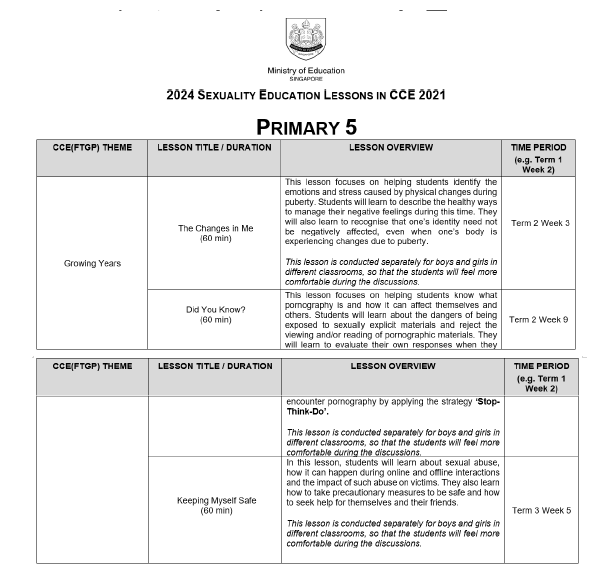 Ministry of Education
SINGAPORE
2024 SEXUALITY EDUCATION LESSONS IN CCE 2021
PRIMARY 5
CCE(FTGP) THEME LESSON TITLE / DURATION LESSON OVERVIEW TIME PERIOD
(e.g. Term 1
Week 2)
Growing Years
The Changes in Me
(60 min)
This lesson focuses on helping students identify the
emotions and stress caused by physical changes during
puberty. Students will learn to describe the healthy ways
to manage their negative feelings during this time. They
will also learn to recognise that one's identity need not
be negatively affected, even when one's body is
experiencing changes due to puberty.
This lesson is conducted separately for boys and girls in
different classrooms, so that the students will feel more
comfortable during the discussions.
Term 2 Week 3
Did You Know?
(60 min)
This lesson focuses on helping students know what
pornography is and how it can affect themselves and
others. Students will learn about the dangers of being
exposed to sexually explicit materials and reject the
viewing and/or reading of pornographic materials. They
will learn to evaluate their own responses when they
Term 2 Week 9
CCE(FTGP) THEME LESSON TITLE / DURATION LESSON OVERVIEW TIME PERIOD
(e.g. Term 1
Week 2)
encounter pornography by applying the strategy 'Stop-
Think-Do'.
This lesson is conducted separately for boys and girls in
different classrooms, so that the students will feel more
comfortable during the discussions.
Keeping Myself Safe
(60 min)
In this lesson, students will learn about sexual abuse,
how it can happen during online and offline interactions
and the impact of such abuse on victims. They also learn
how to take precautionary measures to be safe and how
to seek help for themselves and their friends.
This lesson is conducted separately for boys and girls in
different classrooms, so that the students will feel more
comfortable during the discussions.
Term 3 Week 5